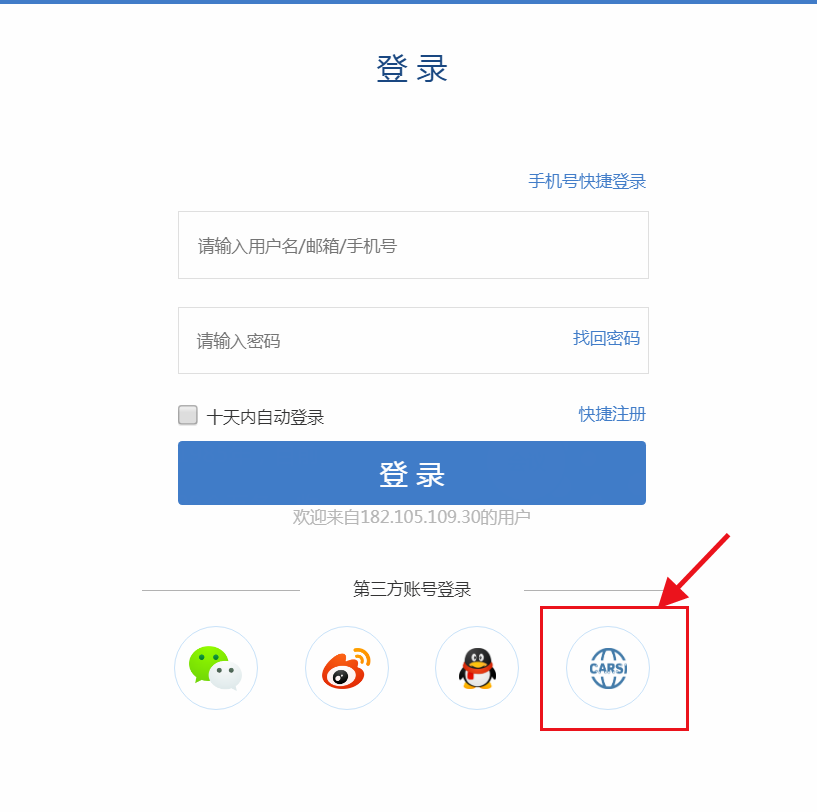 登录
手机号快捷登录
请输入用户名/邮箱/手机号
请输入密码
找回密码
十天内自动登录
快捷注册
登录
欢迎来自182.105.109.30的用户
第三方账号登录
CARSI